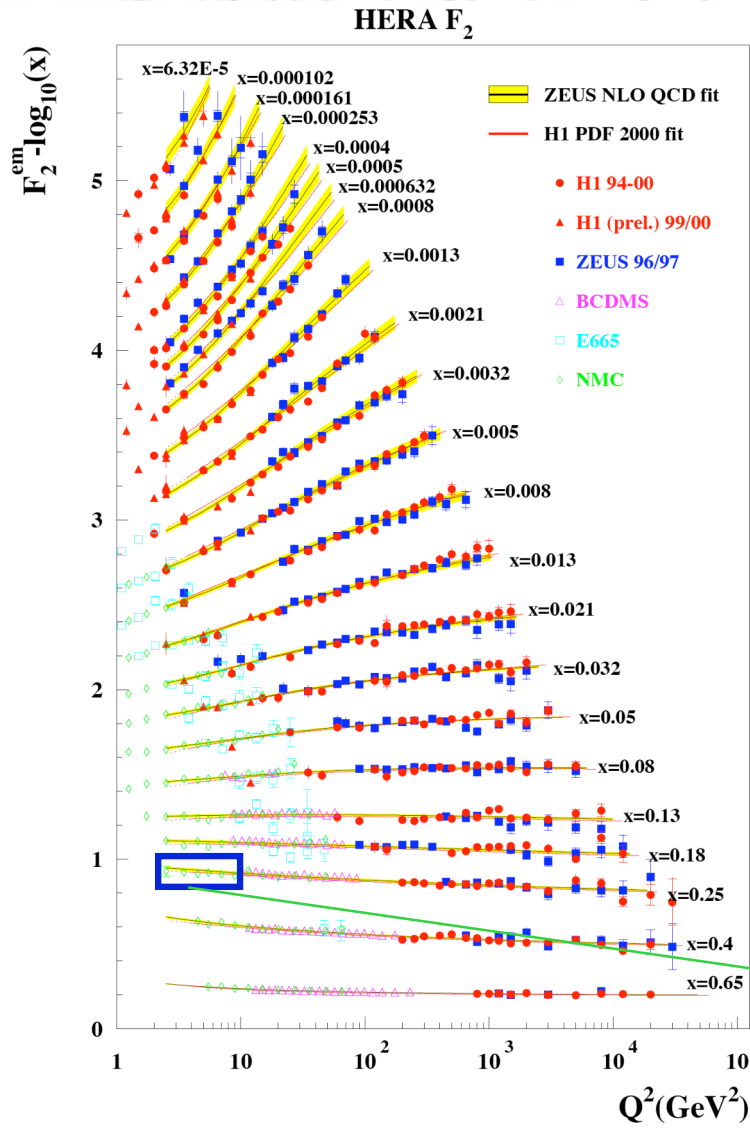 HERA F₂
F₂ᵉᵐ-log₁₀(x)
x=6.32E-5
x=0.000102
x=0.000161
x=0.000253
x=0.0004
x=0.0005
x=0.000632
x=0.0008
x=0.0013
x=0.0021
x=0.0032
x=0.005
x=0.008
x=0.013
x=0.021
x=0.032
x=0.05
x=0.08
x=0.13
x=0.18
x=0.25
x=0.4
x=0.65
ZEUS NLO QCD fit
H1 PDF 2000 fit
H1 94-00
H1 (prel.) 99/00
ZEUS 96/97
BCDMS
E665
NMC
5
4
3
2
1
0
1 10 10² 10³ 10⁴ 10
Q²(GeV²)